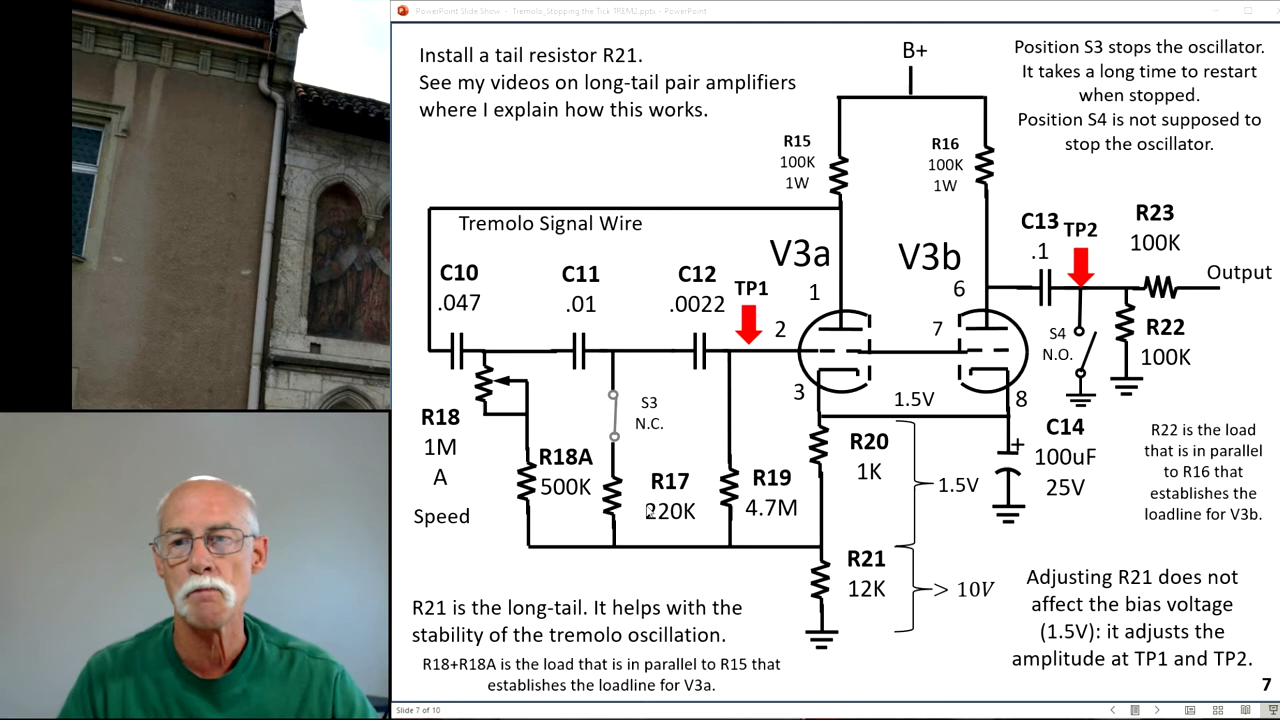 PowerPoint Slide Show - Tremolo_Stopping the Tick TREM2.pptx - PowerPoint
Install a tail resistor R21.
See my videos on long-tail pair amplifiers
where I explain how this works.
B+
Position S3 stops the oscillator.
It takes a long time to restart
when stopped.
Position S4 is not supposed to
stop the oscillator.
R15
100K
1W
R16
100K
1W
Tremolo Signal Wire
V3a
V3b
C13
.1
TP2
R23
100K
Output
C10
.047
C11
.01
C12
.0022
TP1
1
2
3
6
7
8
S4
N.O.
R22
100K
R18
1M
A
Speed
R18A
500K
S3
N.C.
R17
220K
R19
4.7M
1.5V
R20
1K
1.5V
C14
+
100uF
25V
R22 is the load
that is in parallel
to R16 that
establishes the
loadline for V3b.
R21
12K
> 10V
R21 is the long-tail. It helps with the
stability of the tremolo oscillation.
R18+R18A is the load that is in parallel to R15 that
establishes the loadline for V3a.
Adjusting R21 does not
affect the bias voltage
(1.5V): it adjusts the
amplitude at TP1 and TP2.
7
Slide 7 of 10